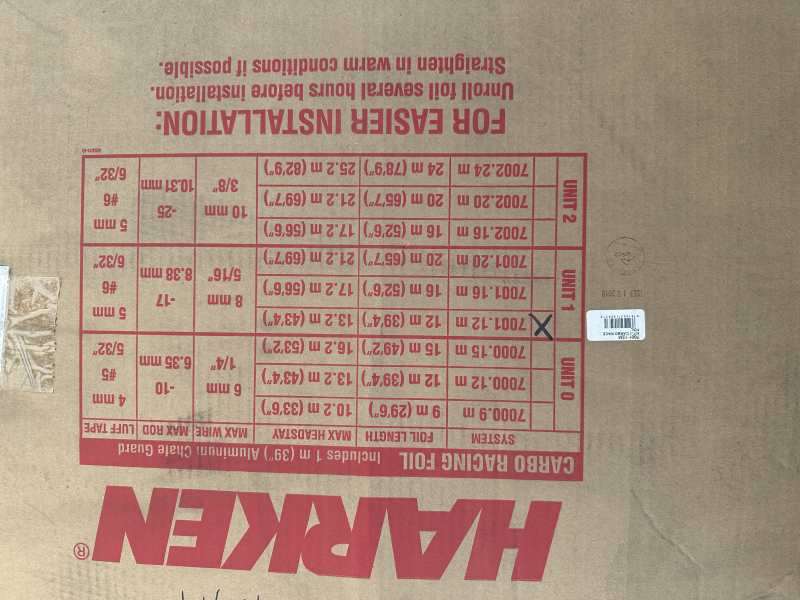 HARKEN®
CARBO RACING FOIL Includes 1 m (39") Aluminum Chafe Guard
SYSTEM FOIL LENGTH MAX HEADSTAY MAX WIRE MAX ROD LUFF TAPE
UNIT 0
7000.9 m 9 m (29'6") 10.2 m (33'6")
7000.12 m 12 m (39'4") 13.2 m (43'4")
7000.15 m 15 m (49'2") 16.2 m (53'2")
6 mm 1/4" -10 6.35 mm 4 mm #5 5/32"
UNIT 1
X 7001.12 m 12 m (39'4") 13.2 m (43'4")
7001.16 m 16 m (52'6") 17.2 m (56'6")
7001.20 m 20 m (65'7") 21.2 m (69'7")
8 mm 5/16" -17 8.38 mm 5 mm #6 6/32"
UNIT 2
7002.16 m 16 m (52'6") 17.2 m (56'6")
7002.20 m 20 m (65'7") 21.2 m (69'7")
7002.24 m 24 m (78'9") 25.2 m (82'9")
10 mm 3/8" -25 10.31 mm 5 mm #6 6/32"
FOR EASIER INSTALLATION:
Unroll foil several hours before installation.
Straighten in warm conditions if possible.